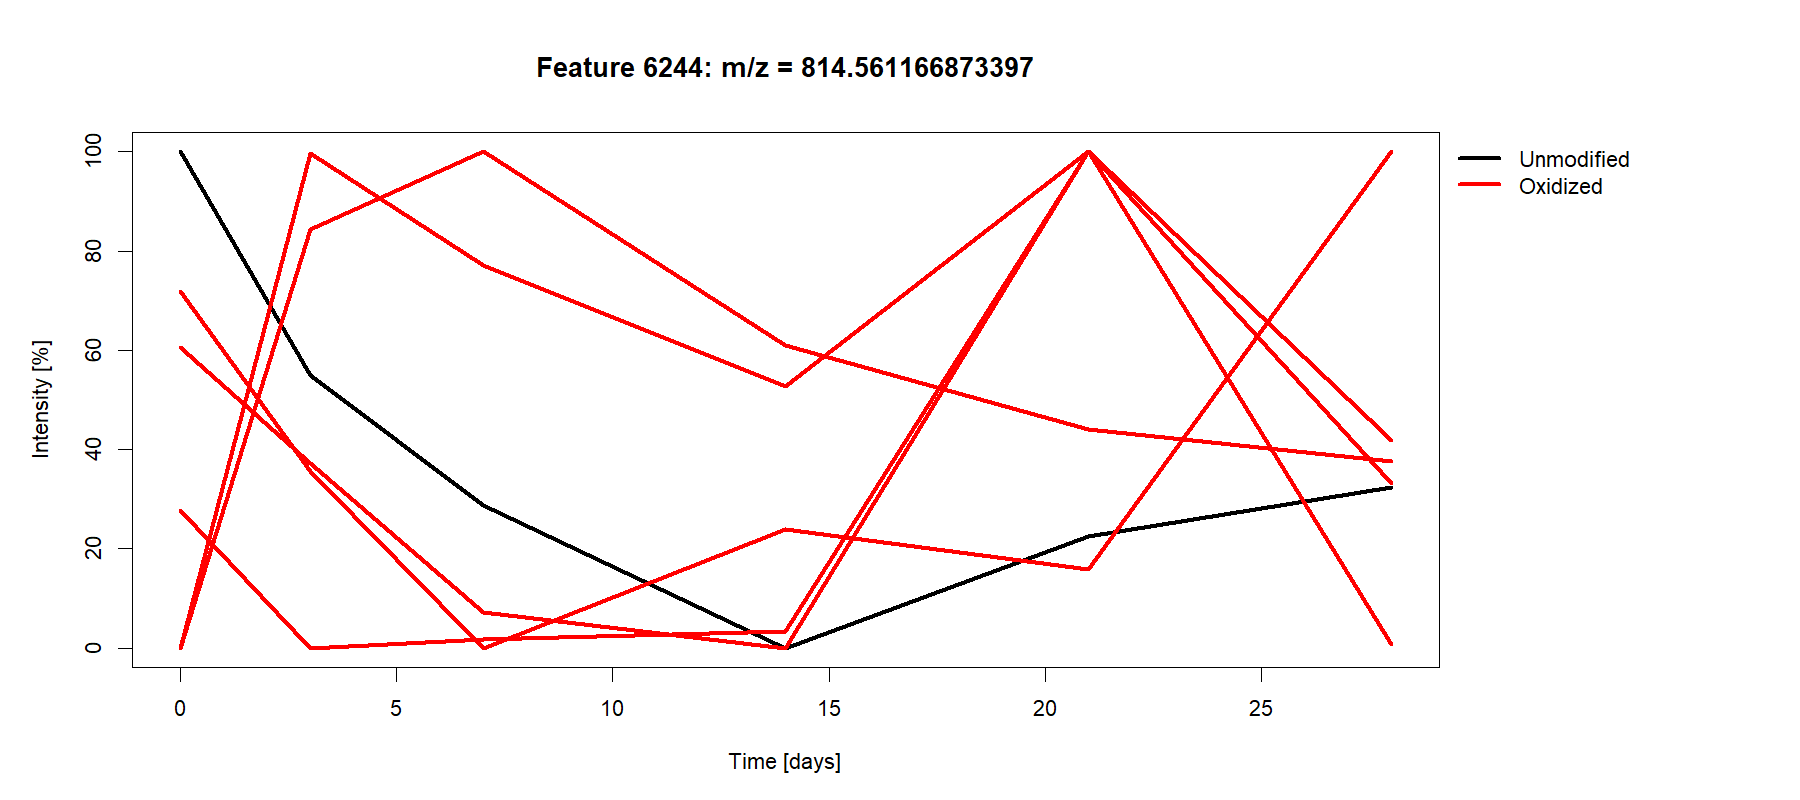 Feature 6244: m/z = 814.561166873397
Unmodified
Oxidized
Intensity [%]
100
80
60
40
20
0
0 5 10 15 20 25
Time [days]